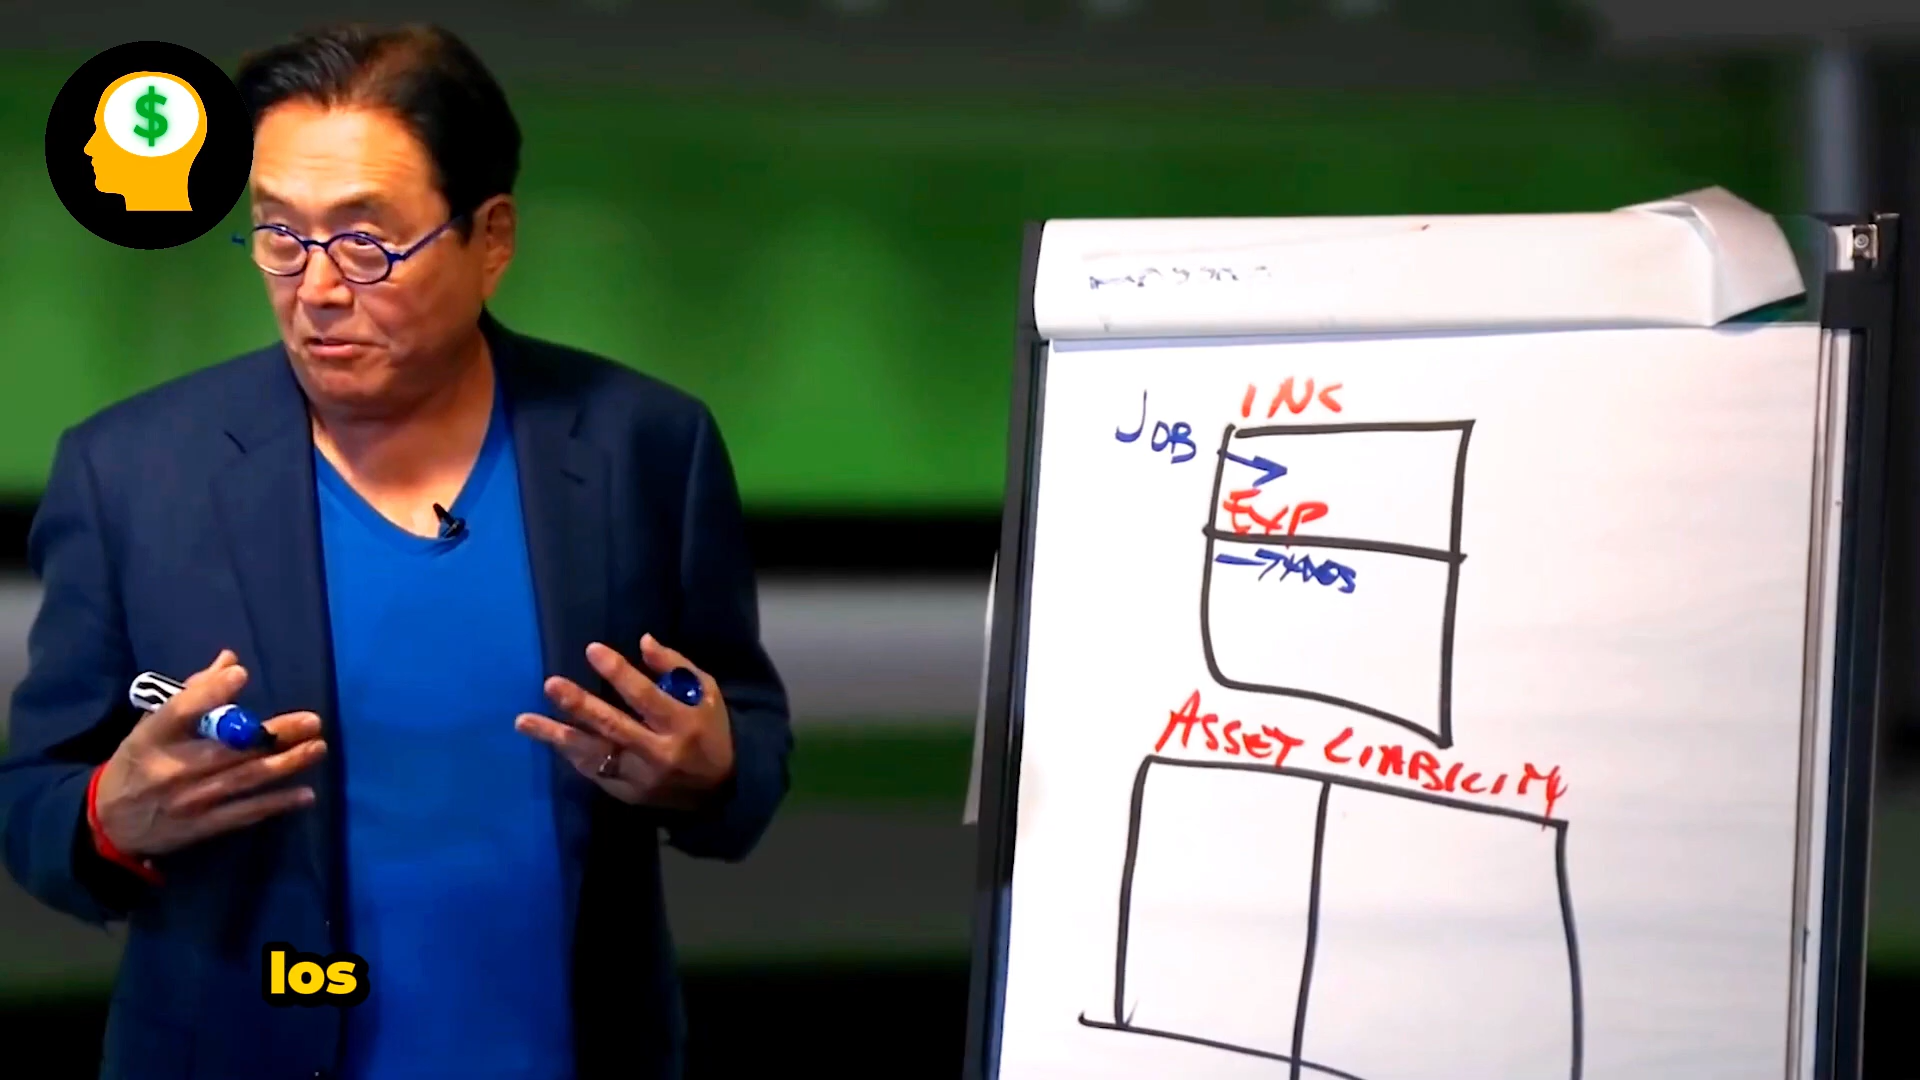 $
INC
JOB
EXP
→TAXES
ASSET LIABILITY
los